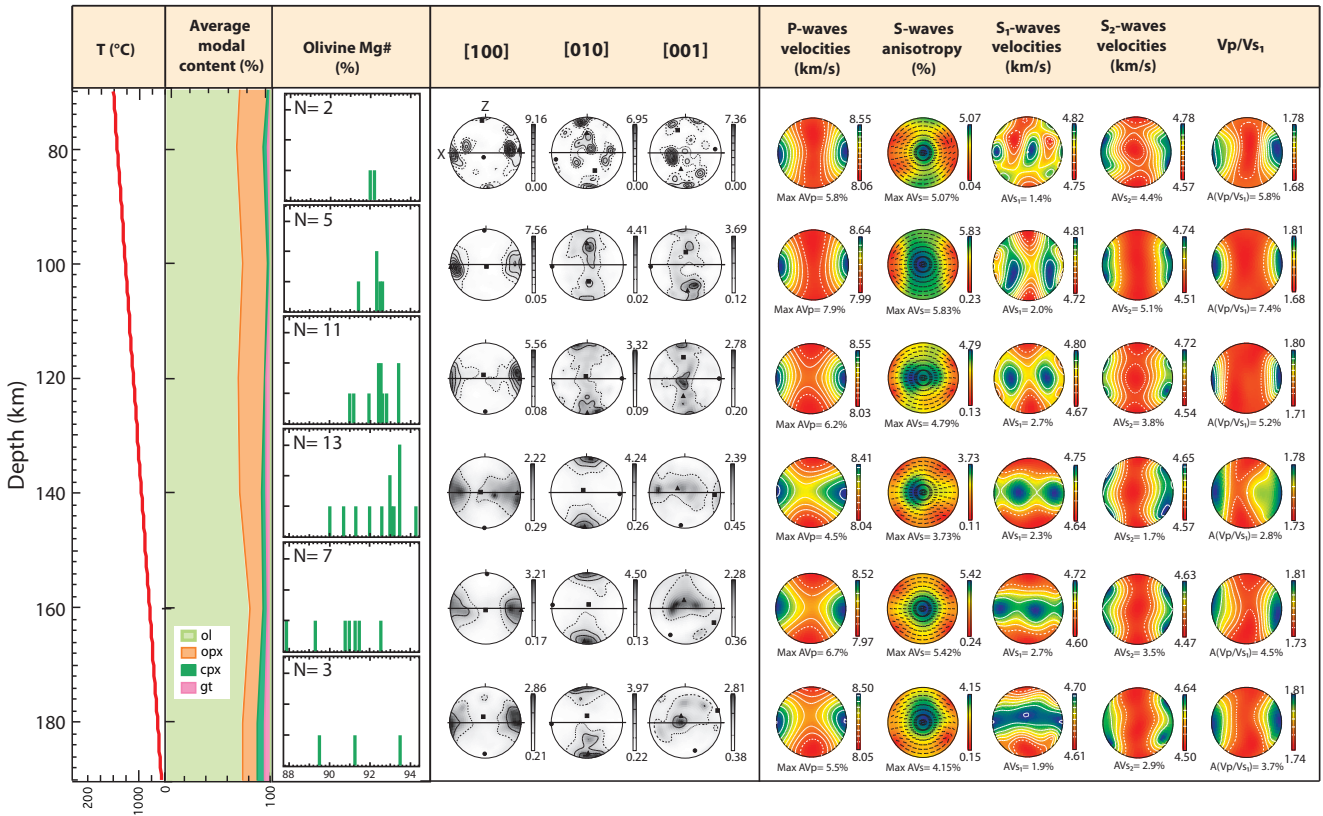 T (°C)
Average
modal
content (%)
Olivine Mg#
(%)
[100]
[010]
[001]
P-waves
velocities
(km/s)
S-waves
anisotropy
(%)
S₁-waves
velocities
(km/s)
S₂-waves
velocities
(km/s)
Vp/Vs₁
Depth (km)
80
100
120
140
160
180
200
1000
0
100
ol
opx
cpx
gt
88
90
92
94
Z
X
N= 2
9.16
0.00
6.95
0.00
7.36
0.00
8.55
8.06
Max AVp= 5.8%
5.07
0.04
Max AVs= 5.07%
4.82
4.75
AVs₁= 1.4%
4.78
4.57
AVs₂= 4.4%
1.78
1.68
A(Vp/Vs₁)= 5.8%
N= 5
7.56
0.05
4.41
0.02
3.69
0.12
8.64
7.99
Max AVp= 7.9%
5.83
0.23
Max AVs= 5.83%
4.81
4.72
AVs₁= 2.0%
4.74
4.51
AVs₂= 5.1%
1.81
1.68
A(Vp/Vs₁)= 7.4%
N= 11
5.56
0.08
3.32
0.09
2.78
0.20
8.55
8.03
Max AVp= 6.2%
4.79
0.13
Max AVs= 4.79%
4.80
4.67
AVs₁= 2.7%
4.72
4.54
AVs₂= 3.8%
1.80
1.71
A(Vp/Vs₁)= 5.2%
N= 13
2.22
0.29
4.24
0.26
2.39
0.45
8.41
8.04
Max AVp= 4.5%
3.73
0.11
Max AVs= 3.73%
4.75
4.64
AVs₁= 2.3%
4.65
4.57
AVs₂= 1.7%
1.78
1.73
A(Vp/Vs₁)= 2.8%
N= 7
3.21
0.17
4.50
0.13
2.28
0.36
8.52
7.97
Max AVp= 6.7%
5.42
0.24
Max AVs= 5.42%
4.72
4.60
AVs₁= 2.7%
4.63
4.47
AVs₂= 3.5%
1.81
1.73
A(Vp/Vs₁)= 4.5%
N= 3
2.86
0.21
3.97
0.22
2.81
0.38
8.50
8.05
Max AVp= 5.5%
4.15
0.15
Max AVs= 4.15%
4.70
4.61
AVs₁= 1.9%
4.64
4.50
AVs₂= 2.9%
1.81
1.74
A(Vp/Vs₁)= 3.7%